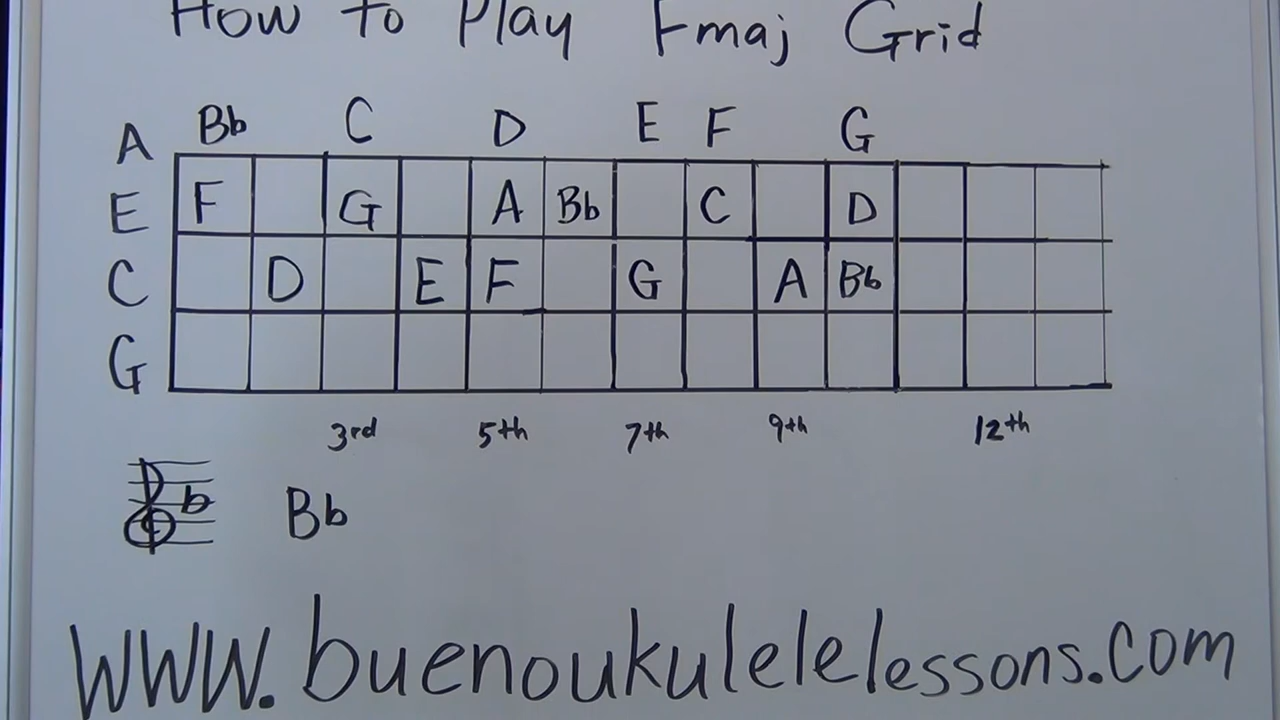 How to Play Fmaj Grid
A Bb C D E F G
E F G A Bb C D
C D E F G A Bb
G
3rd 5th 7th 9th 12th
b Bb
www.buenoukulelelessons.com